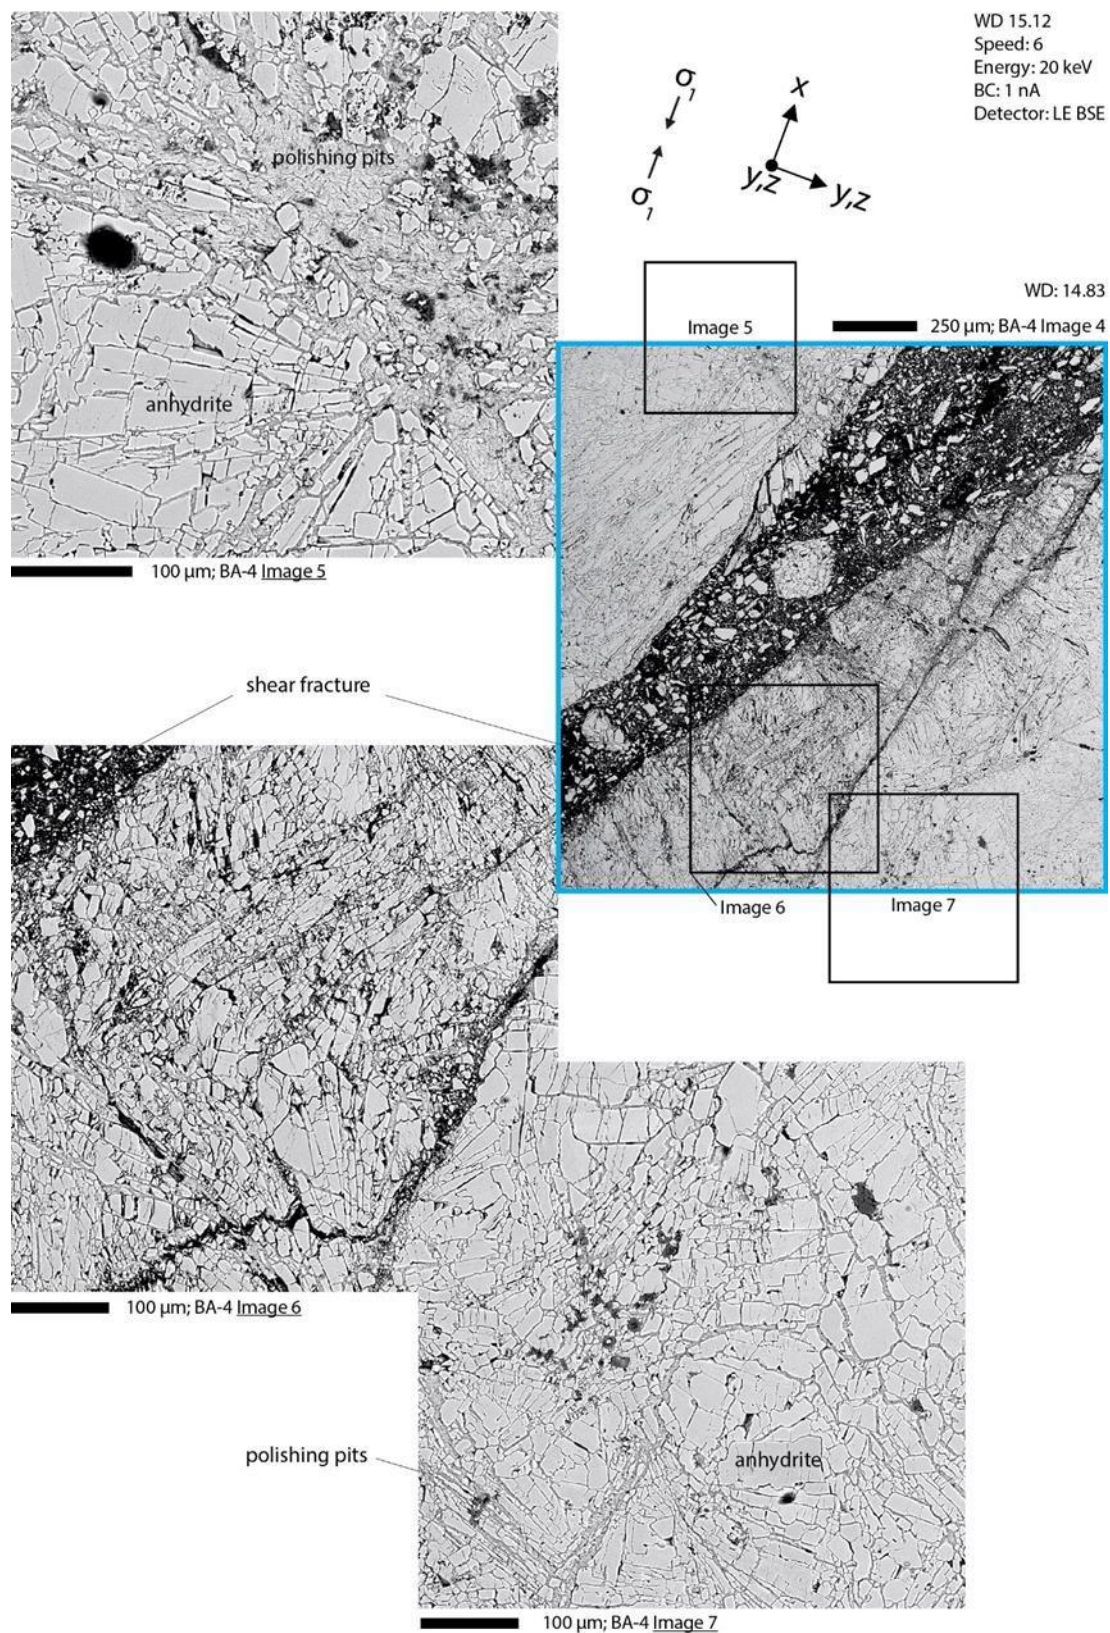 WD 15.12
Speed: 6
Energy: 20 keV
BC: 1 nA
Detector: LE BSE
σ1
σ1
x
y,z
y,z
polishing pits
anhydrite
100 µm; BA-4 Image 5
WD: 14.83
Image 5
250 µm; BA-4 Image 4
shear fracture
Image 6
Image 7
100 µm; BA-4 Image 6
polishing pits
anhydrite
100 µm; BA-4 Image 7